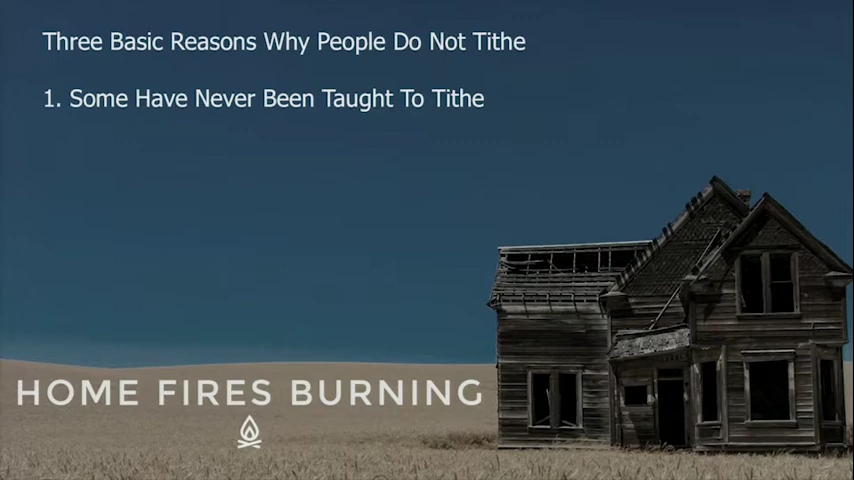 Three Basic Reasons Why People Do Not Tithe
1. Some Have Never Been Taught To Tithe
HOME FIRES BURNING